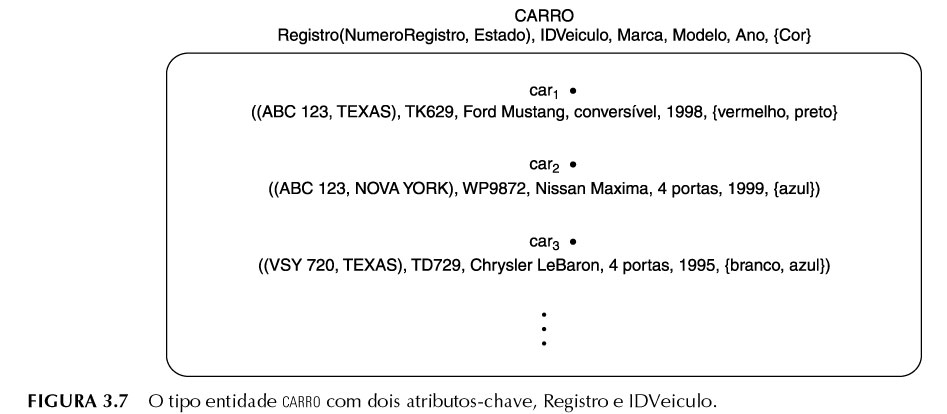 CARRO
Registro(NumeroRegistro, Estado), IDVeiculo, Marca, Modelo, Ano, {Cor}
car1 •
((ABC 123, TEXAS), TK629, Ford Mustang, conversível, 1998, {vermelho, preto}
car2 •
((ABC 123, NOVA YORK), WP9872, Nissan Maxima, 4 portas, 1999, {azul})
car3 •
((VSY 720, TEXAS), TD729, Chrysler LeBaron, 4 portas, 1995, {branco, azul})
FIGURA 3.7 O tipo entidade CARRO com dois atributos-chave, Registro e IDVeiculo.